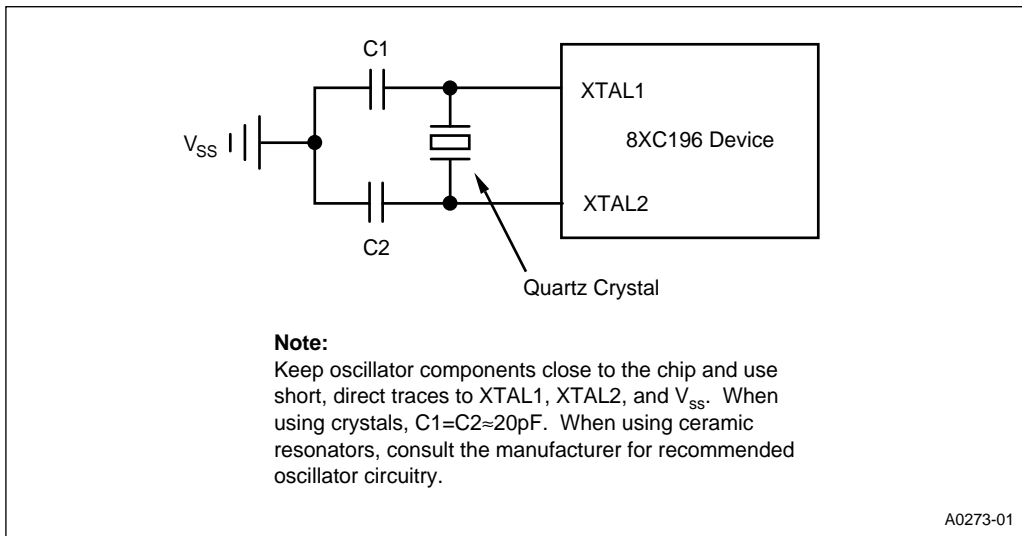 C1
XTAL1
8XC196 Device
V_SS
XTAL2
C2
Quartz Crystal
Note:
Keep oscillator components close to the chip and use
short, direct traces to XTAL1, XTAL2, and V_ss.  When
using crystals, C1=C2≈20pF.  When using ceramic
resonators, consult the manufacturer for recommended
oscillator circuitry.
A0273-01